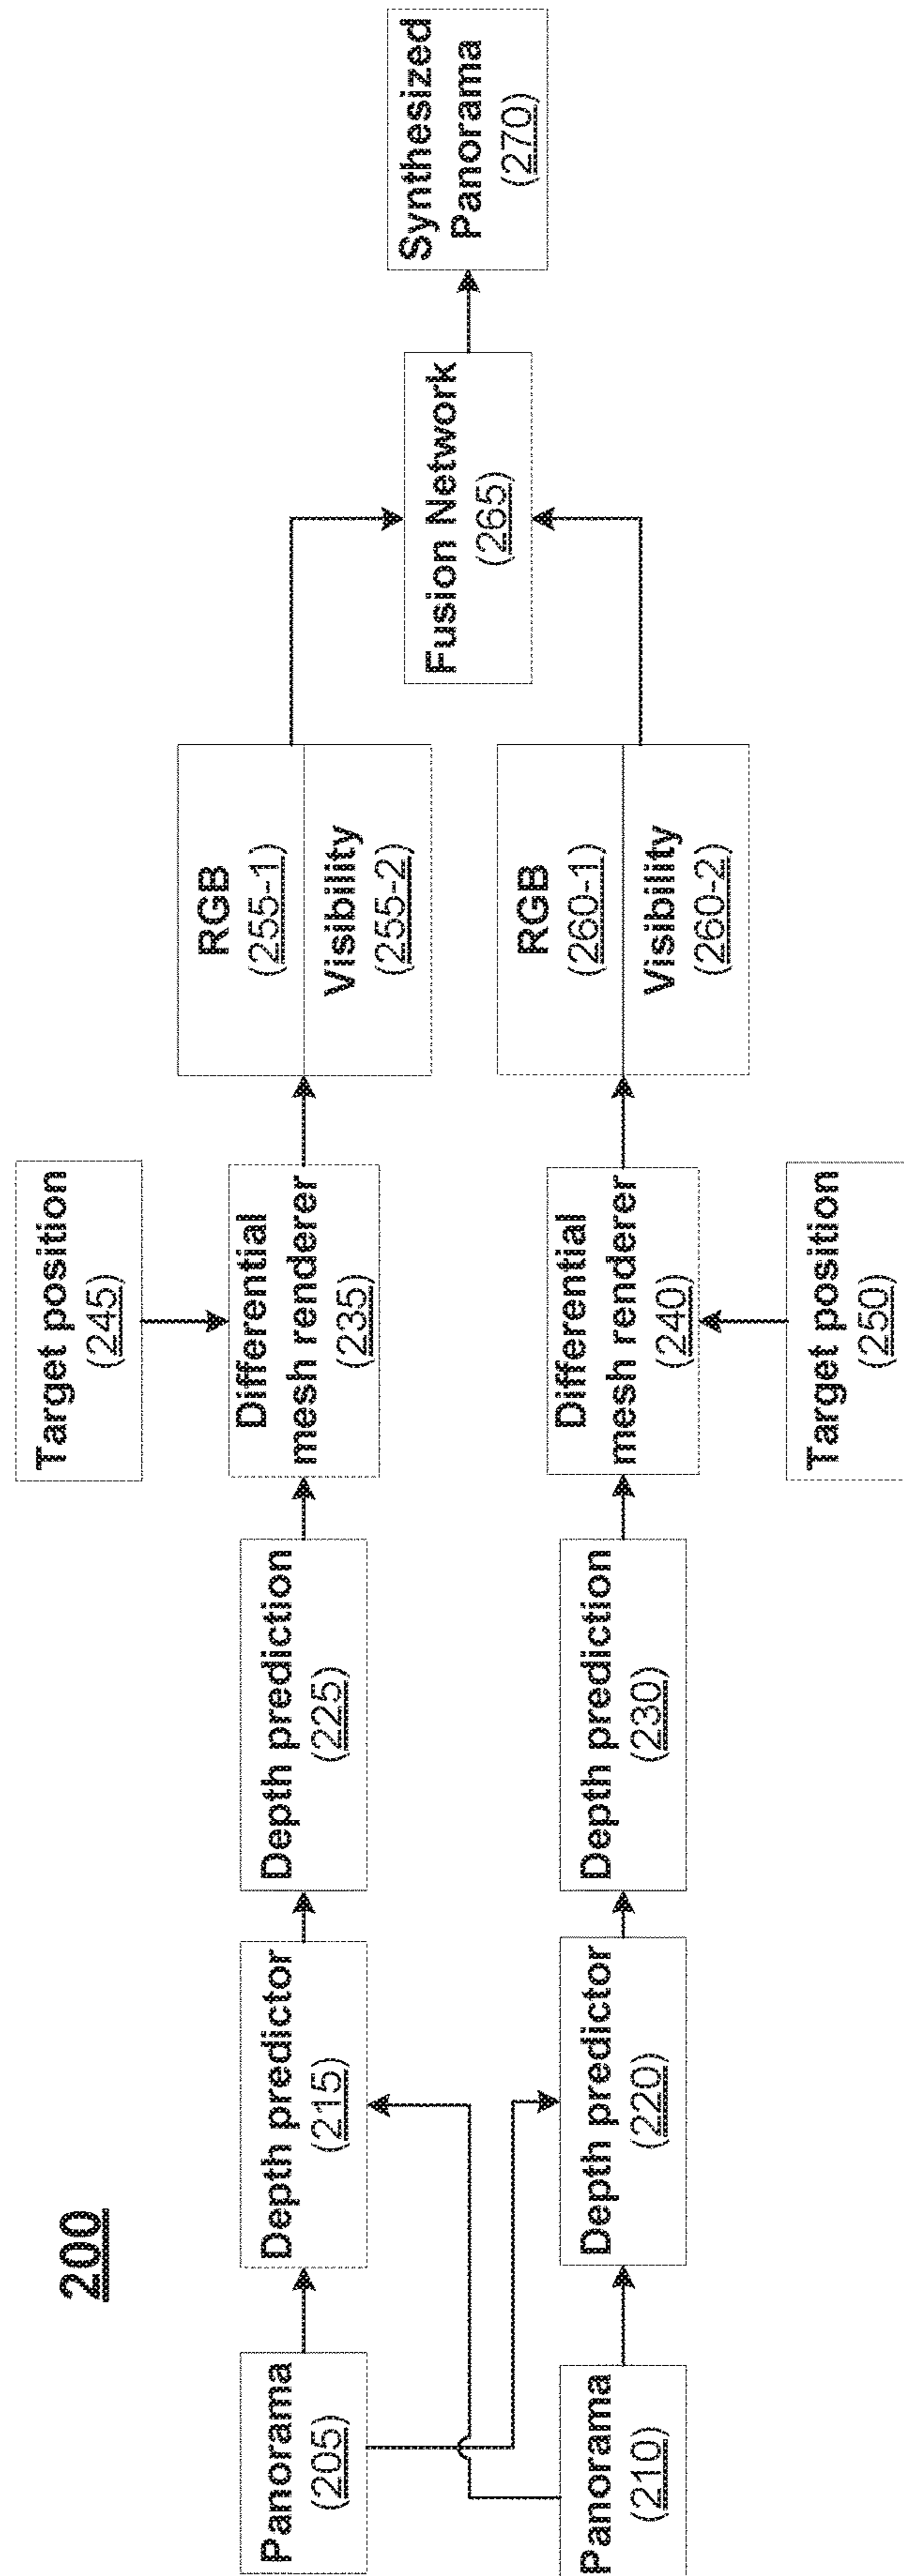 200
Panorama
(205)
Panorama
(210)
Depth predictor
(215)
Depth predictor
(220)
Depth prediction
(225)
Depth prediction
(230)
Target position
(245)
Differential
mesh renderer
(235)
Differential
mesh renderer
(240)
Target position
(250)
RGB
(255-1)
Visibility
(255-2)
RGB
(260-1)
Visibility
(260-2)
Fusion Network
(265)
Synthesized
Panorama
(270)